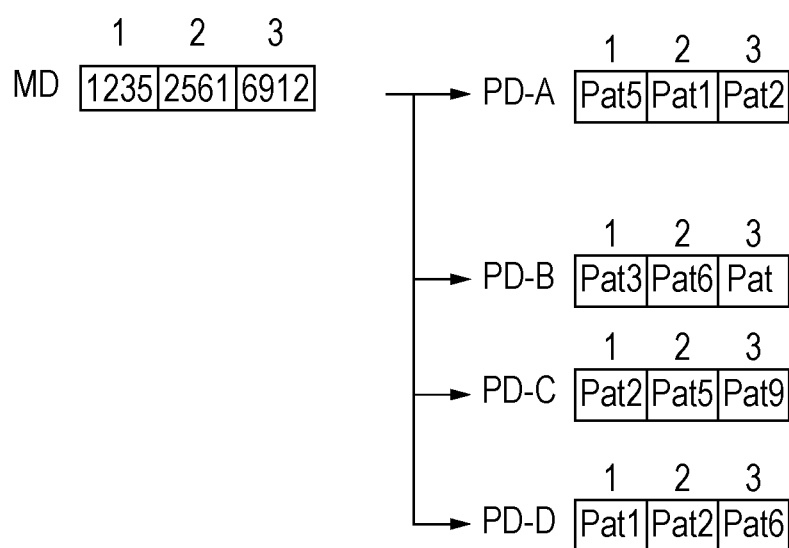 1 2 3
MD 1235 2561 6912
1 2 3
PD-A Pat5 Pat1 Pat2
1 2 3
PD-B Pat3 Pat6 Pat
1 2 3
PD-C Pat2 Pat5 Pat9
1 2 3
PD-D Pat1 Pat2 Pat6